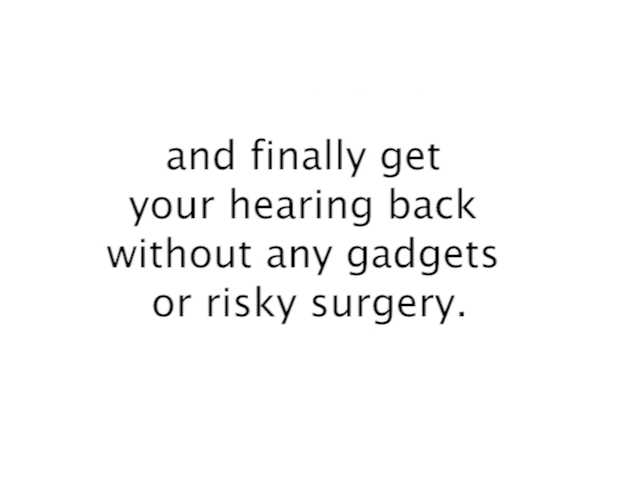 and finally get
your hearing back
without any gadgets
or risky surgery.